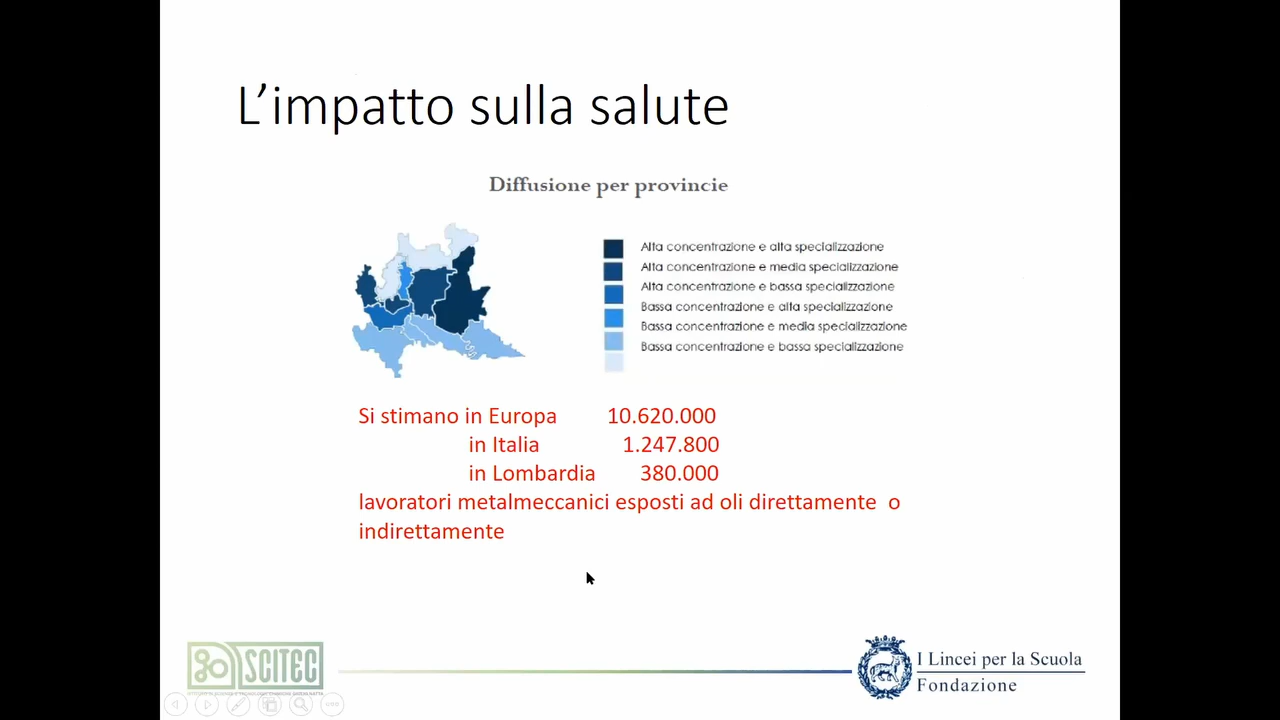 L'impatto sulla salute
Diffusione per provincie
Alta concentrazione e alta specializzazione
Alta concentrazione e media specializzazione
Alta concentrazione e bassa specializzazione
Bassa concentrazione e alta specializzazione
Bassa concentrazione e media specializzazione
Bassa concentrazione e bassa specializzazione
Si stimano in Europa 10.620.000
in Italia 1.247.800
in Lombardia 380.000
lavoratori metalmeccanici esposti ad oli direttamente o
indirettamente
SCITEC
I Lincei per la Scuola
Fondazione